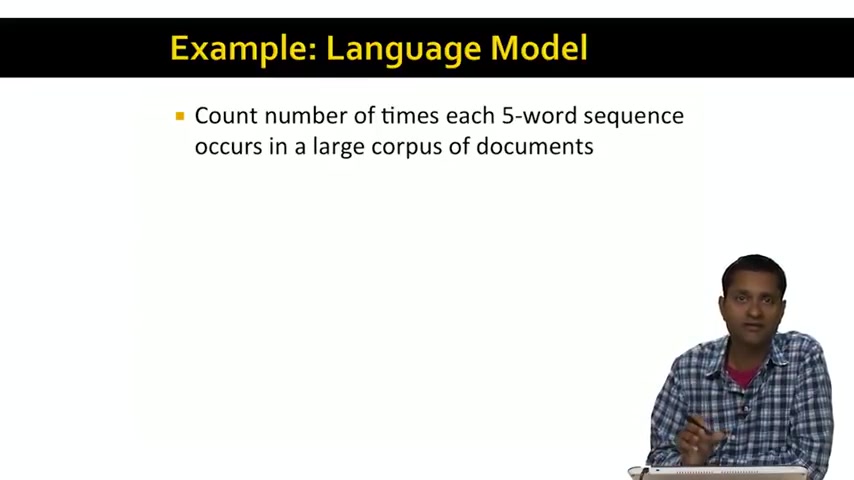 Example: Language Model
Count number of times each 5-word sequence
occurs in a large corpus of documents